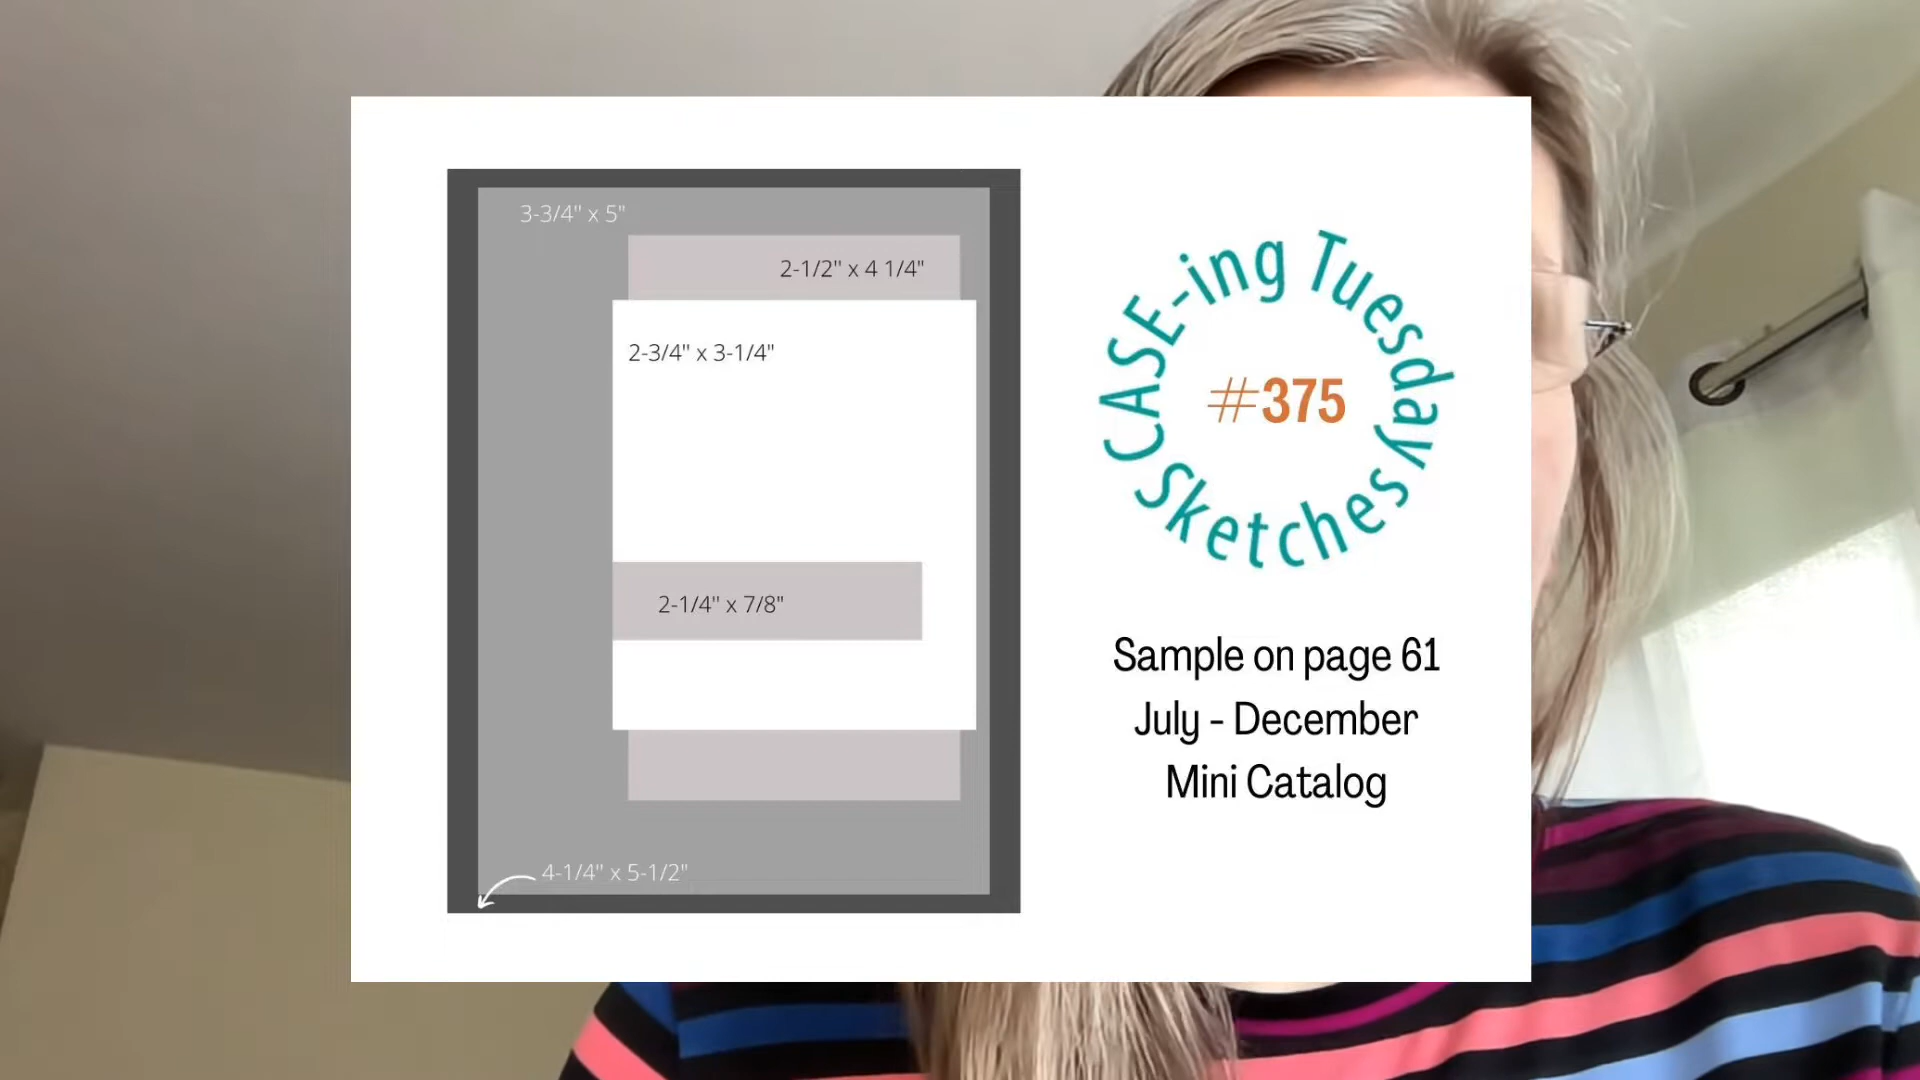 3-3/4" x 5"
2-1/2" x 4 1/4"
2-3/4" x 3-1/4"
2-1/4" x 7/8"
4-1/4" x 5-1/2"
CASE-ing Tuesday
Sketches
#375
Sample on page 61
July - December
Mini Catalog